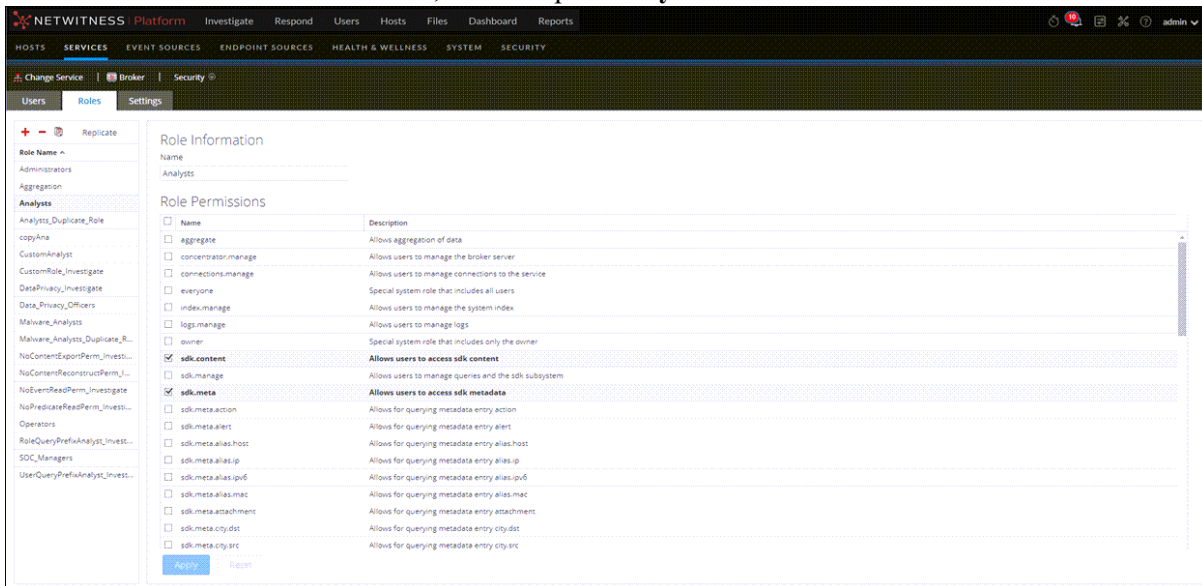 NETWITNESS Platform Investigate Respond Users Hosts Files Dashboard Reports 10 admin
HOSTS SERVICES EVENT SOURCES ENDPOINT SOURCES HEALTH & WELLNESS SYSTEM SECURITY
Change Service | Broker | Security
Users Roles Settings
Replicate
Role Name
Administrators
Aggregation
Analysts
Analysts_Duplicate_Role
copyAna
CustomAnalyst
CustomRole_Investigate
DataPrivacy_Investigate
Data_Privacy_Officers
Malware_Analysts
Malware_Analysts_Duplicate_R...
NoContentExportPerm_Investi...
NoContentReconstructPerm_I...
NoEventReadPerm_Investigate
NoPredicateReadPerm_Investi...
Operators
RoleQueryPrefixAnalyst_Invest...
SOC_Managers
UserQueryPrefixAnalyst_Invest...
Role Information
Name
Analysts
Role Permissions
Name Description
aggregate Allows aggregation of data
concentrator.manage Allows users to manage the broker server
connections.manage Allows users to manage connections to the service
everyone Special system role that includes all users
index.manage Allows users to manage the system index
logs.manage Allows users to manage logs
owner Special system role that includes only the owner
sdk.content Allows users to access sdk content
sdk.manage Allows users to manage queries and the sdk subsystem
sdk.meta Allows users to access sdk metadata
sdk.meta.action Allows for querying metadata entry action
sdk.meta.alert Allows for querying metadata entry alert
sdk.meta.alias.host Allows for querying metadata entry alias.host
sdk.meta.alias.ip Allows for querying metadata entry alias.ip
sdk.meta.alias.ipv6 Allows for querying metadata entry alias.ipv6
sdk.meta.alias.mac Allows for querying metadata entry alias.mac
sdk.meta.attachment Allows for querying metadata entry attachment
sdk.meta.city.dst Allows for querying metadata entry city.dst
sdk.meta.city.src Allows for querying metadata entry city.src
Apply Reset